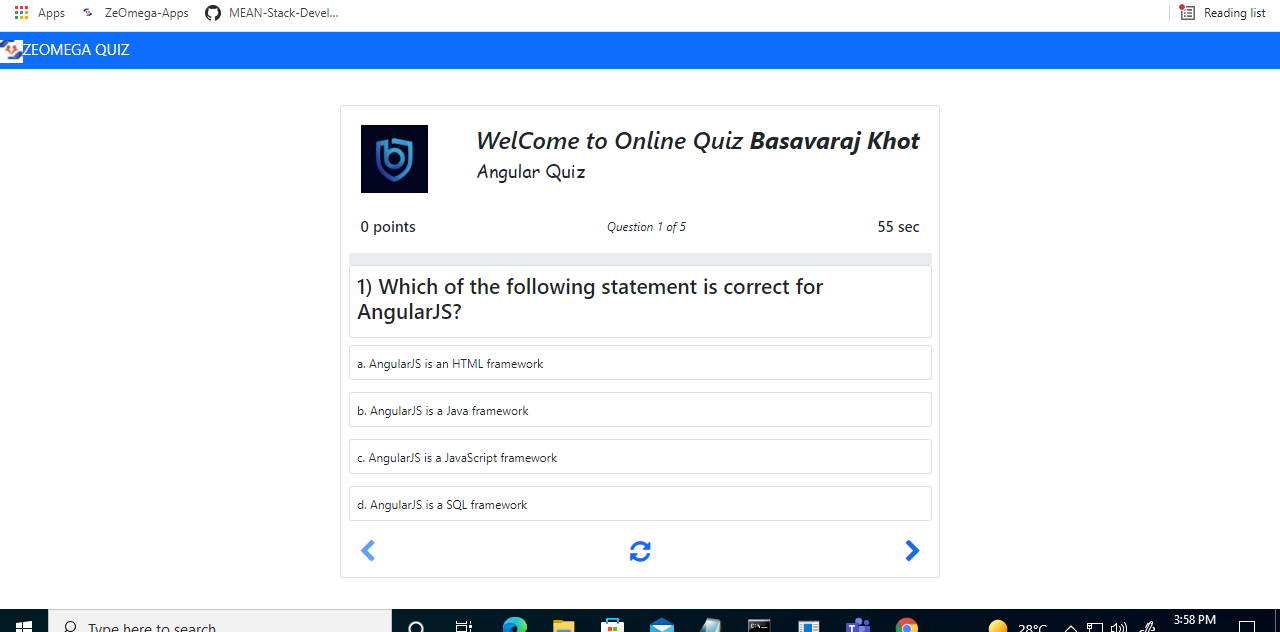 Apps ZeOmega-Apps MEAN-Stack-Devel... Reading list
ZEOMEGA QUIZ
WelCome to Online Quiz Basavaraj Khot
Angular Quiz
0 points Question 1 of 5 55 sec
1) Which of the following statement is correct for
AngularJS?
a. AngularJS is an HTML framework
b. AngularJS is a Java framework
c. AngularJS is a JavaScript framework
d. AngularJS is a SQL framework
Type here to search 28°C 3:58 PM